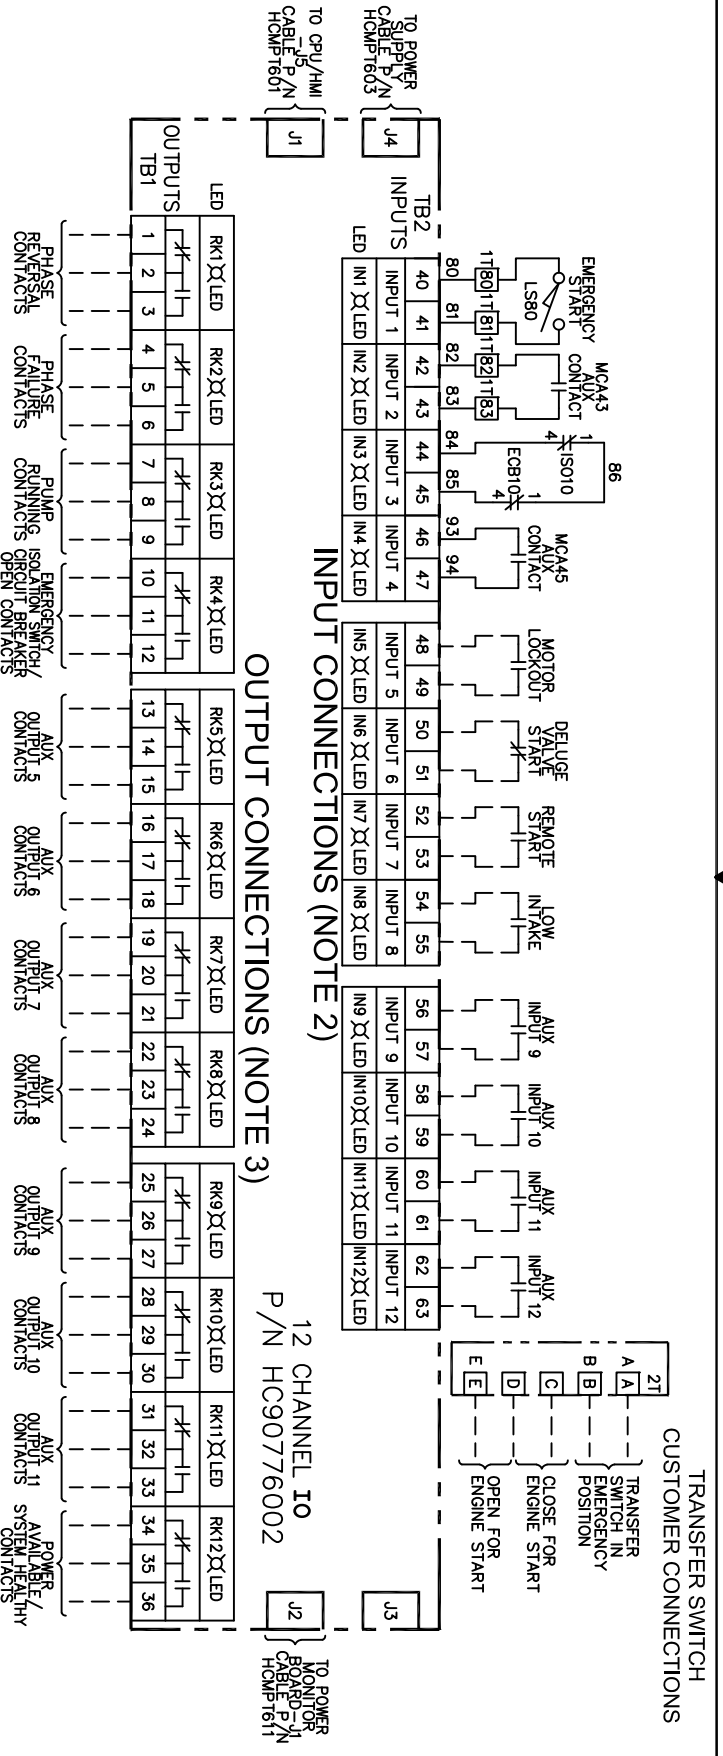 TRANSFER SWITCH
CUSTOMER CONNECTIONS
2T
A
A
B
B
C
D
E
E
TRANSFER
SWITCH IN
EMERGENCY
POSITION
CLOSE FOR
ENGINE START
OPEN FOR
ENGINE START
EMERGENCY
START
LS80
MCA43
AUX
CONTACT
86
1
ISO10
4
ECB10
1
4
MCA45
AUX
CONTACT
MOTOR
LOCKOUT
DELUGE
VALVE
START
REMOTE
START
LOW
INTAKE
AUX
INPUT 9
AUX
INPUT 10
AUX
INPUT 11
AUX
INPUT 12
1T 80 1T 81 1T 82 1T 83
80 81 82 83 84 85 93 94
TO POWER
SUPPLY
CABLE P/N
HCMPT603
J4
TB2
INPUTS
40 41 42 43 44 45 46 47 48 49 50 51 52 53 54 55 56 57 58 59 60 61 62 63
INPUT 1 INPUT 2 INPUT 3 INPUT 4 INPUT 5 INPUT 6 INPUT 7 INPUT 8 INPUT 9 INPUT 10 INPUT 11 INPUT 12
LED
IN1 LED IN2 LED IN3 LED IN4 LED IN5 LED IN6 LED IN7 LED IN8 LED IN9 LED IN10 LED IN11 LED IN12 LED
J3
INPUT CONNECTIONS (NOTE 2)
TO CPU/HMI
-J5
CABLE P/N
HCMPT601
J1
12 CHANNEL IO
P/N HC90776002
J2
TO POWER
MONITOR
BOARD-J1
CABLE P/N
HCMPT611
OUTPUT CONNECTIONS (NOTE 3)
LED
RK1 LED RK2 LED RK3 LED RK4 LED RK5 LED RK6 LED RK7 LED RK8 LED RK9 LED RK10 LED RK11 LED RK12 LED
OUTPUTS
TB1
1 2 3 4 5 6 7 8 9 10 11 12 13 14 15 16 17 18 19 20 21 22 23 24 25 26 27 28 29 30 31 32 33 34 35 36
PHASE
REVERSAL
CONTACTS
PHASE
FAILURE
CONTACTS
PUMP
RUNNING
CONTACTS
EMERGENCY
ISOLATION SWITCH/
CIRCUIT BREAKER
OPEN CONTACTS
AUX
OUTPUT 5
CONTACTS
AUX
OUTPUT 6
CONTACTS
AUX
OUTPUT 7
CONTACTS
AUX
OUTPUT 8
CONTACTS
AUX
OUTPUT 9
CONTACTS
AUX
OUTPUT 10
CONTACTS
AUX
OUTPUT 11
CONTACTS
POWER
AVAILABLE/
SYSTEM HEALTHY
CONTACTS